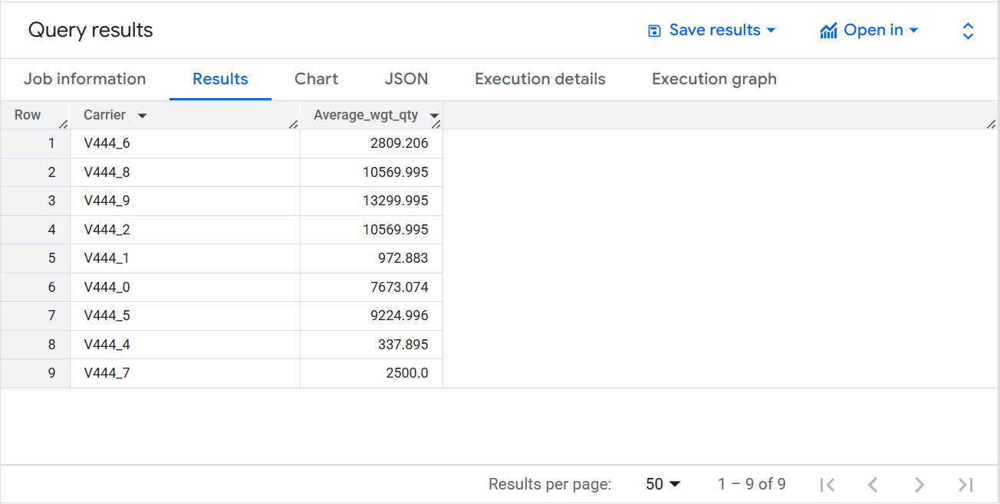 Query results Save results Open in
Job information Results Chart JSON Execution details Execution graph
Row Carrier Average_wgt_qty
1 V444_6 2809.206
2 V444_8 10569.995
3 V444_9 13299.995
4 V444_2 10569.995
5 V444_1 972.883
6 V444_0 7673.074
7 V444_5 9224.996
8 V444_4 337.895
9 V444_7 2500.0
Results per page: 50 1 – 9 of 9